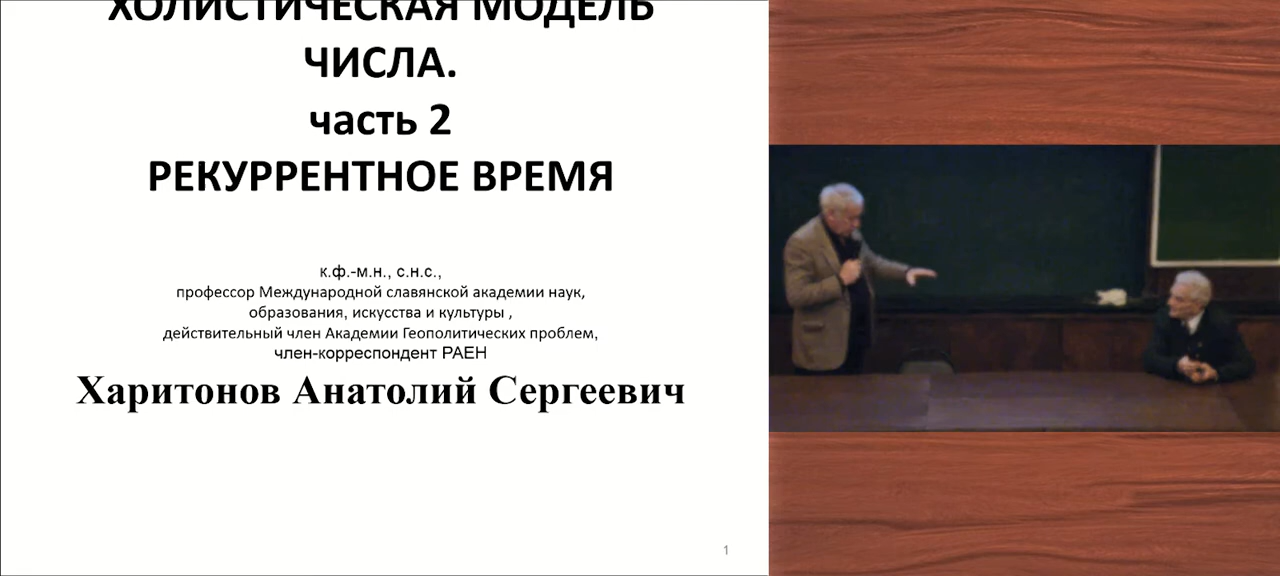 ХОЛИСТИЧЕСКАЯ МОДЕЛЬ
ЧИСЛА.
часть 2
РЕКУРРЕНТНОЕ ВРЕМЯ
к.ф.-м.н., с.н.с.,
профессор Международной славянской академии наук,
образования, искусства и культуры ,
действительный член Академии Геополитических проблем,
член-корреспондент РАЕН
Харитонов Анатолий Сергеевич
1